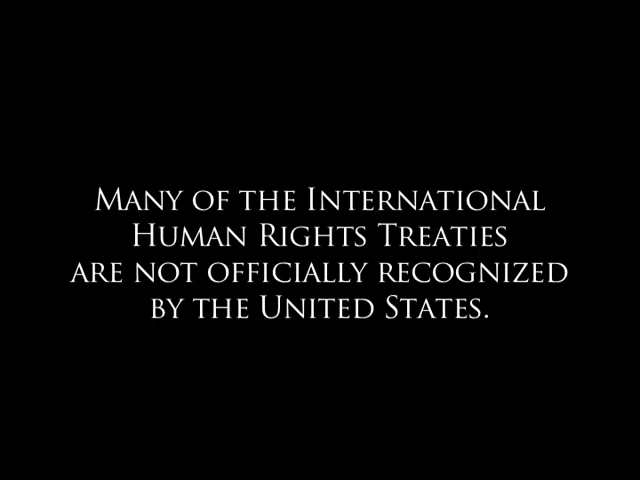 Many of the International
Human Rights Treaties
are not officially recognized
by the United States.